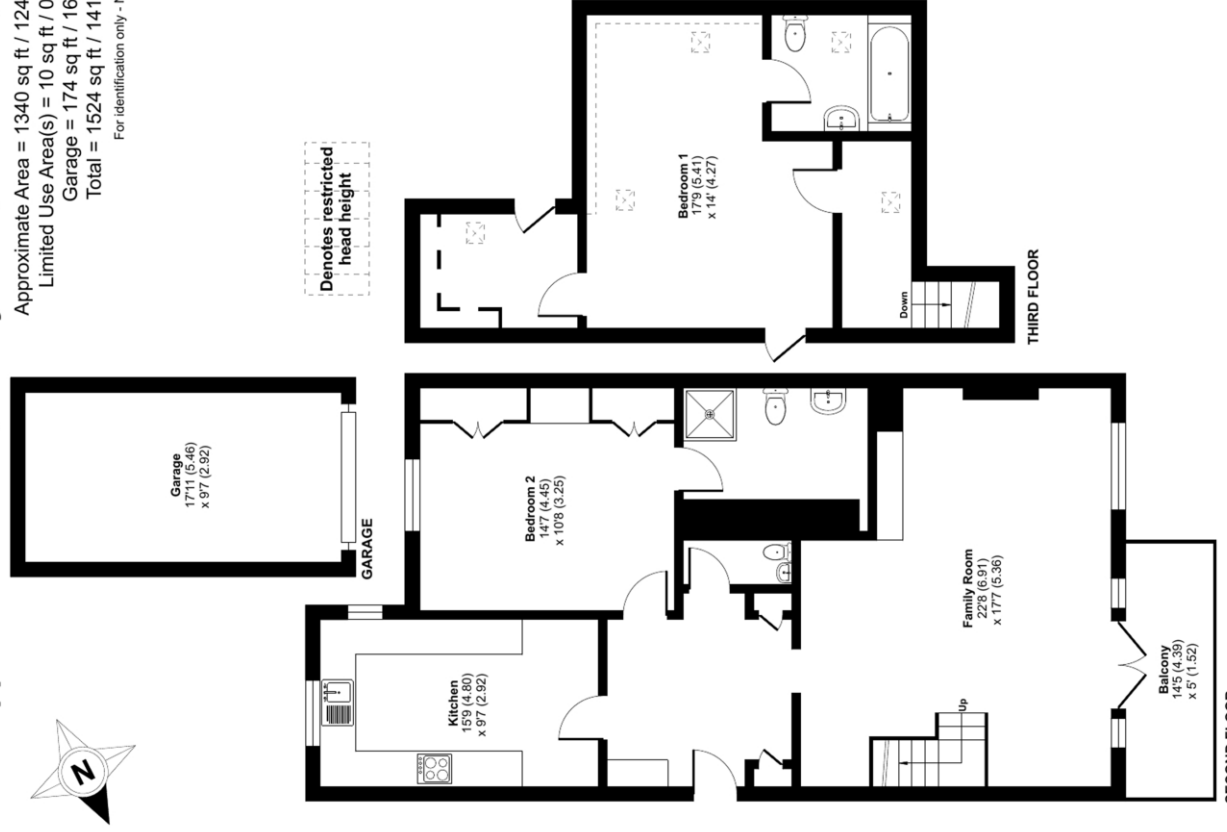 Approximate Area = 1340 sq ft / 124
Limited Use Area(s) = 10 sq ft / 0
Garage = 174 sq ft / 16
Total = 1524 sq ft / 141
For identification only - N
Denotes restricted
head height
N
Garage
17'11 (5.46)
x 9'7 (2.92)
GARAGE
Bedroom 1
17'9 (5.41)
x 14' (4.27)
Down
THIRD FLOOR
Bedroom 2
14'7 (4.45)
x 10'8 (3.25)
Kitchen
15'9 (4.80)
x 9'7 (2.92)
Family Room
22'8 (6.91)
x 17'7 (5.36)
Up
Balcony
14'5 (4.39)
x 5' (1.52)